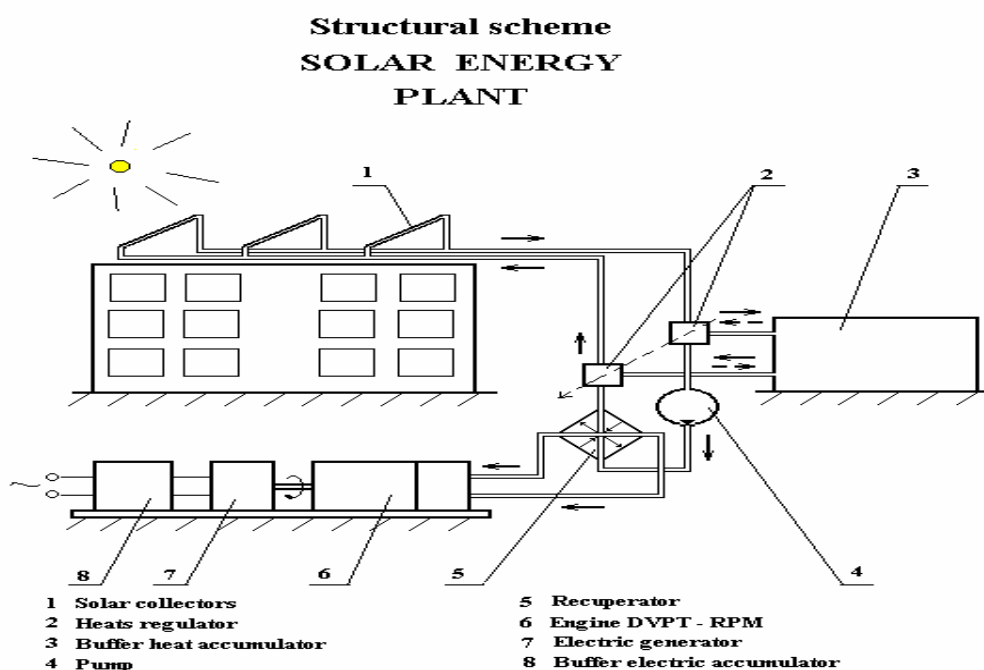 Structural scheme
SOLAR ENERGY
PLANT
1
2
3
~
8
7
6
5
4
1 Solar collectors
2 Heats regulator
3 Buffer heat accumulator
4 Pump
5 Recuperator
6 Engine DVPT - RPM
7 Electric generator
8 Buffer electric accumulator